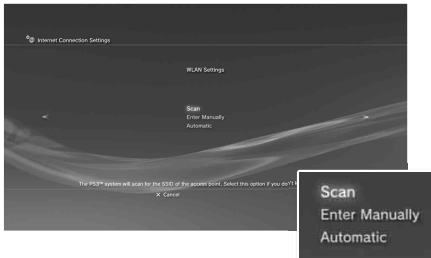 Internet Connection Settings
WLAN Settings
Scan
Enter Manually
Automatic
The PS3™ system will scan for the SSID of the access point. Select this option if you do
X Cancel
Scan
Enter Manually
Automatic